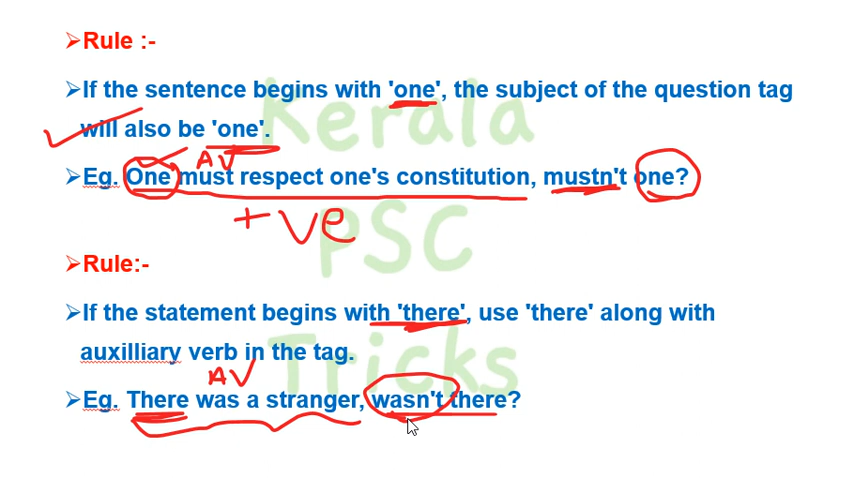 ➢Rule :-
➢If the sentence begins with 'one', the subject of the question tag
will also be 'one'.
AV
➢Eg. One must respect one's constitution, mustn't one?
+ve
➢Rule:-
➢If the statement begins with 'there', use 'there' along with
auxilliary verb in the tag.
AV
➢Eg. There was a stranger, wasn't there?
Kerala
PSC
Tricks